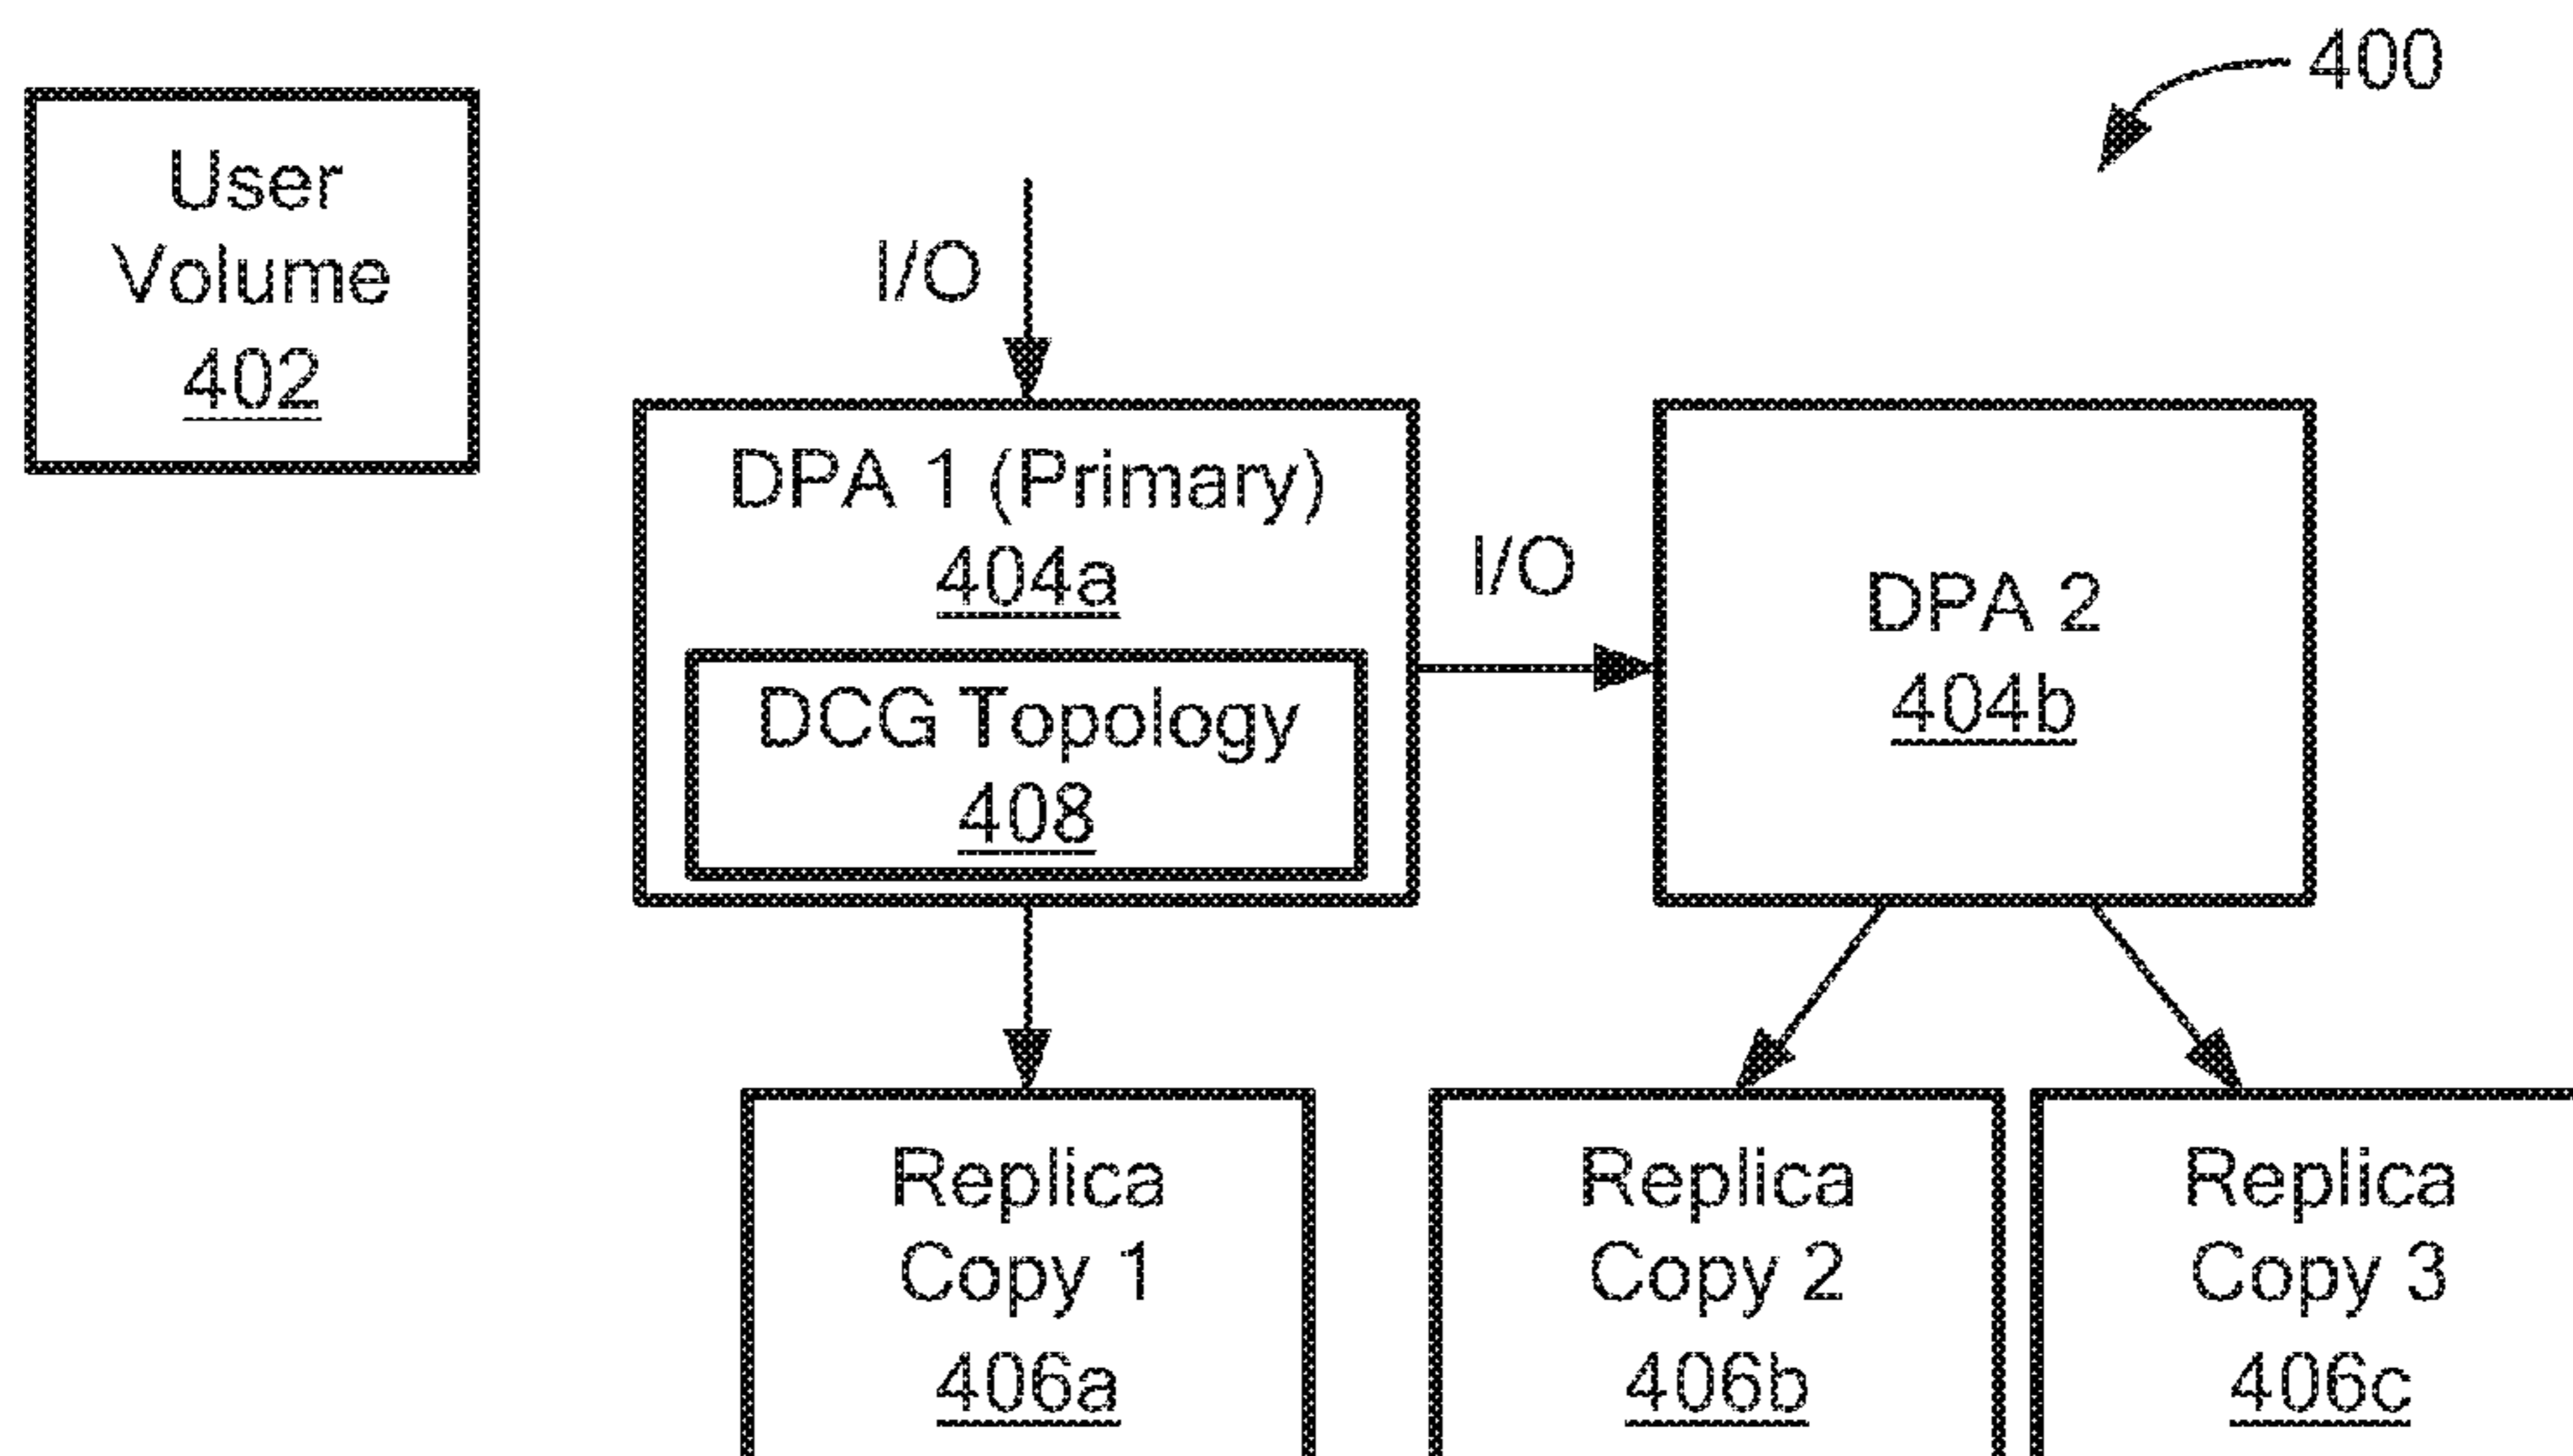 400
User
Volume
402
I/O
DPA 1 (Primary)
404a
DCG Topology
408
I/O
DPA 2
404b
Replica
Copy 1
406a
Replica
Copy 2
406b
Replica
Copy 3
406c